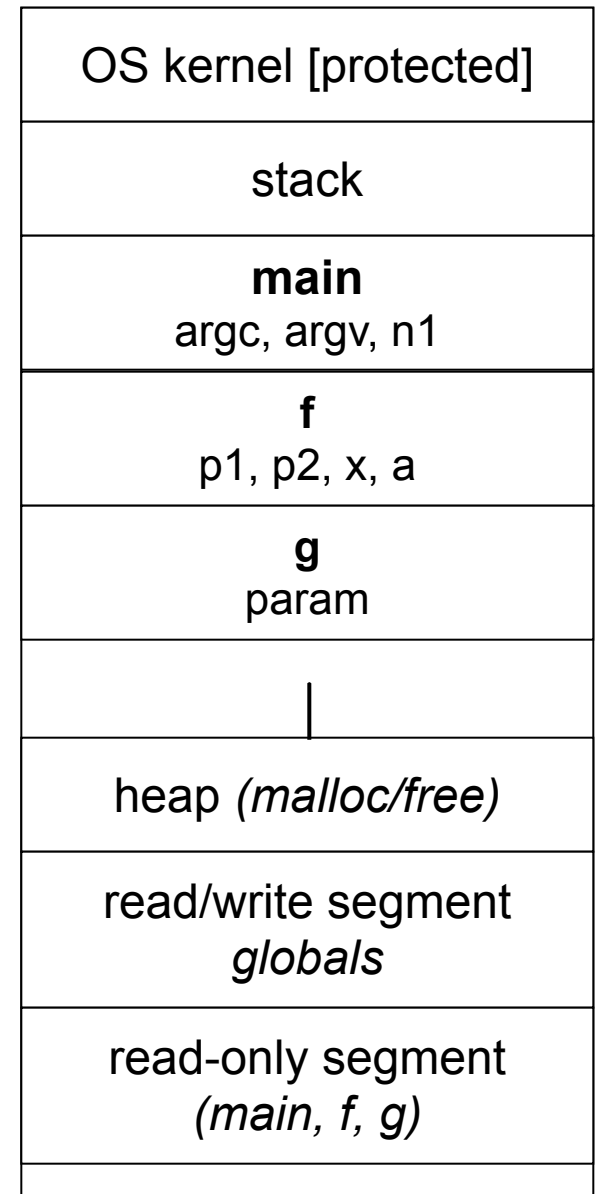 OS kernel [protected]
stack
main
argc, argv, n1
f
p1, p2, x, a
g
param
heap (malloc/free)
read/write segment
globals
read-only segment
(main, f, g)